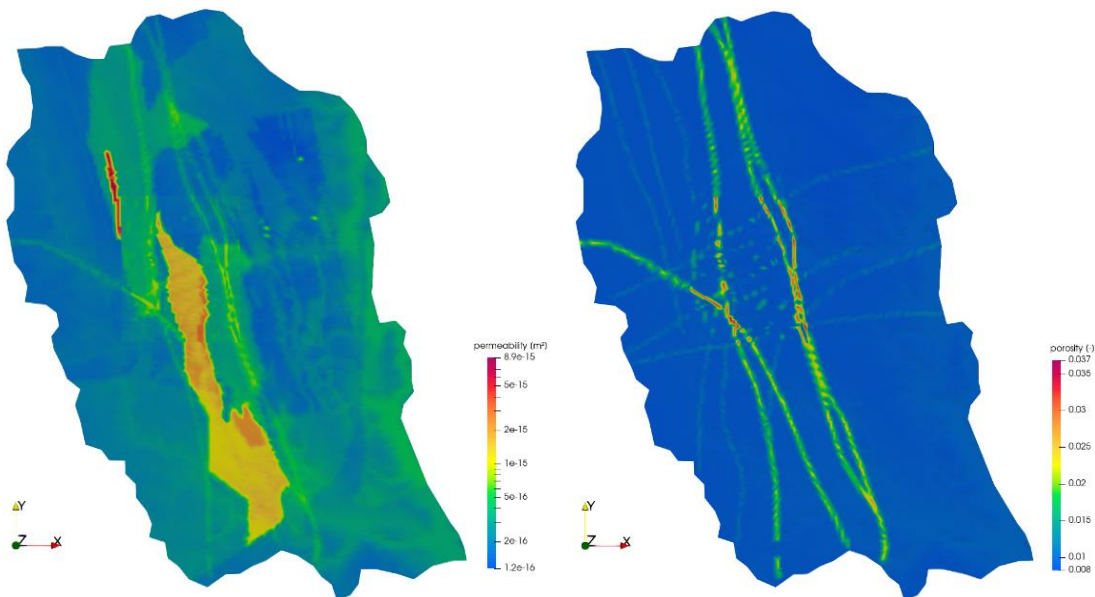 permeability (m²)
8.9e-15
5e-15
2e-15
1e-15
5e-16
2e-16
1.2e-16
Y
Z
X
porosity (-)
0.037
0.035
0.03
0.025
0.02
0.015
0.01
0.008
Y
Z
X